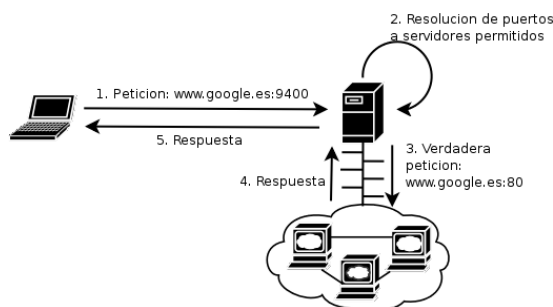 2. Resolucion de puertos
a servidores permitidos
1. Peticion: www.google.es:9400
5. Respuesta
3. Verdadera
peticion:
www.google.es:80
4. Respuesta